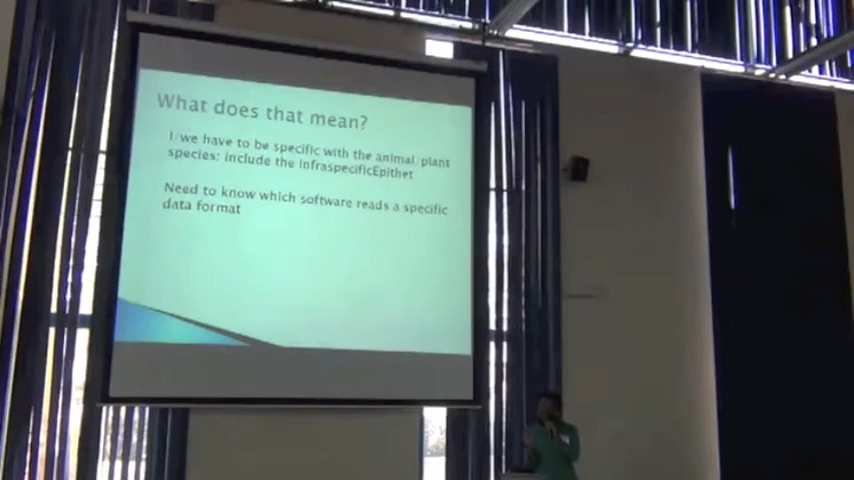 What does that mean?
I/we have to be specific with the animal/plant
species: include the infraspecificEpithet
Need to know which software reads a specific
data format